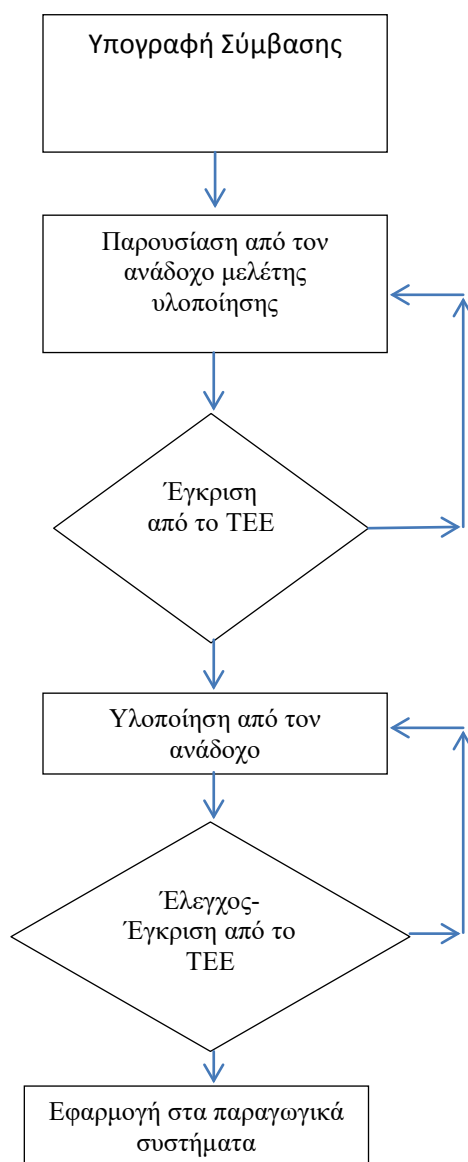 Υπογραφή Σύμβασης
Παρουσίαση από τον
ανάδοχο μελέτης
υλοποίησης
Έγκριση
από το ΤΕΕ
Υλοποίηση από τον
ανάδοχο
Έλεγχος-
Έγκριση από το
ΤΕΕ
Εφαρμογή στα παραγωγικά
συστήματα